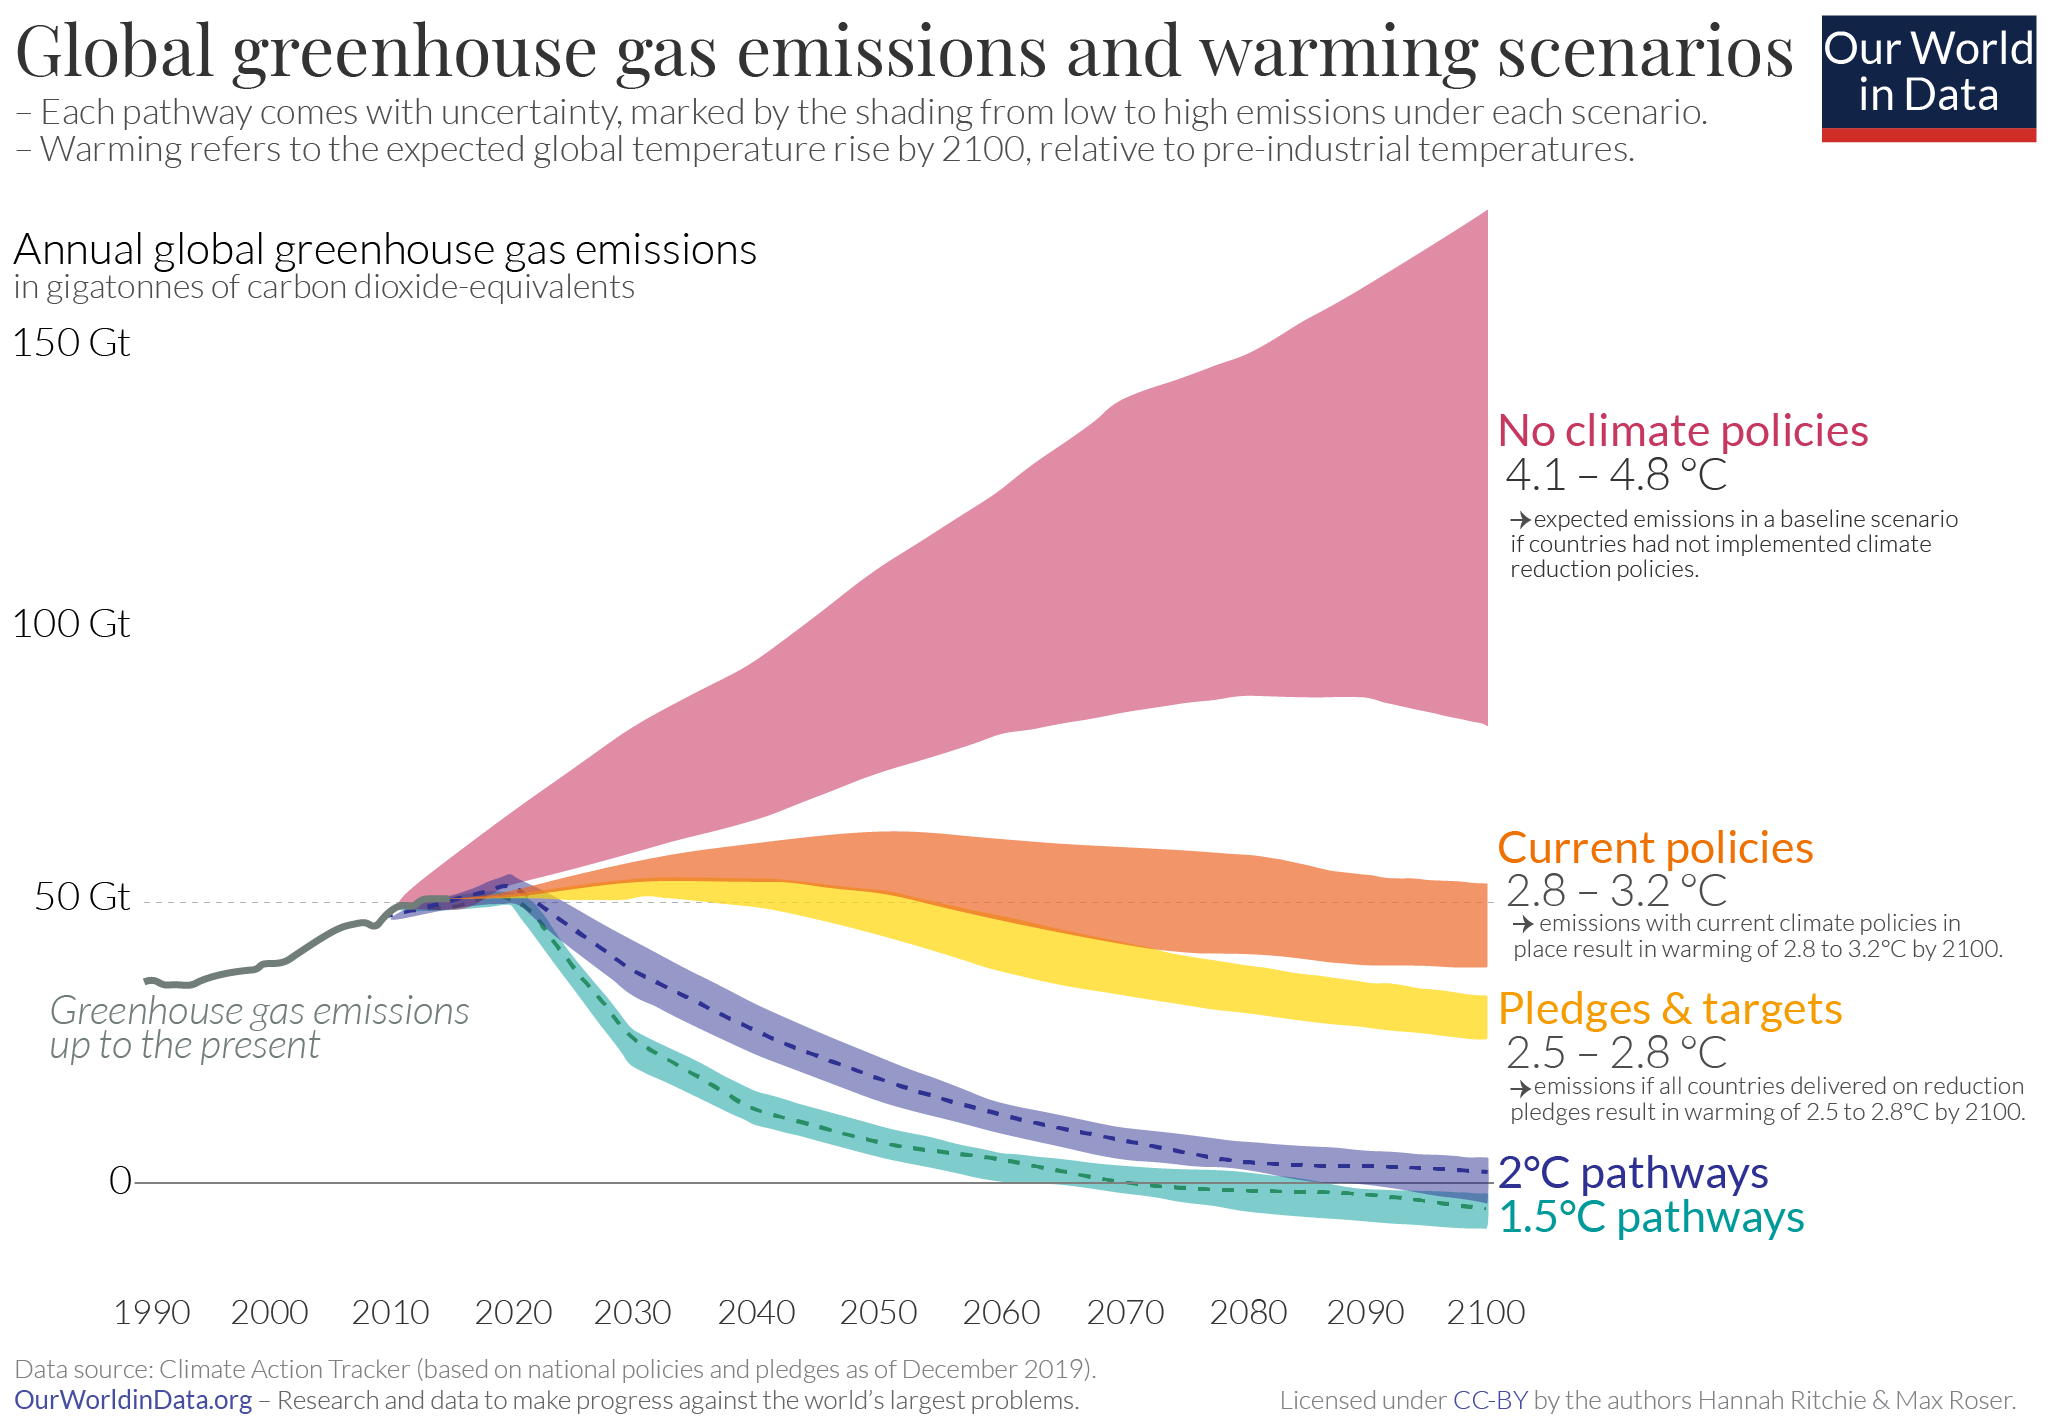 Global greenhouse gas emissions and warming scenarios
– Each pathway comes with uncertainty, marked by the shading from low to high emissions under each scenario.
– Warming refers to the expected global temperature rise by 2100, relative to pre-industrial temperatures.
Our World
in Data
Annual global greenhouse gas emissions
in gigatonnes of carbon dioxide-equivalents
150 Gt
100 Gt
50 Gt
0
Greenhouse gas emissions
up to the present
No climate policies
4.1 – 4.8 °C
→expected emissions in a baseline scenario
if countries had not implemented climate
reduction policies.
Current policies
2.8 – 3.2 °C
→ emissions with current climate policies in
place result in warming of 2.8 to 3.2°C by 2100.
Pledges & targets
2.5 – 2.8 °C
→emissions if all countries delivered on reduction
pledges result in warming of 2.5 to 2.8°C by 2100.
2°C pathways
1.5°C pathways
1990 2000 2010 2020 2030 2040 2050 2060 2070 2080 2090 2100
Data source: Climate Action Tracker (based on national policies and pledges as of December 2019).
OurWorldinData.org – Research and data to make progress against the world's largest problems.
Licensed under CC-BY by the authors Hannah Ritchie & Max Roser.